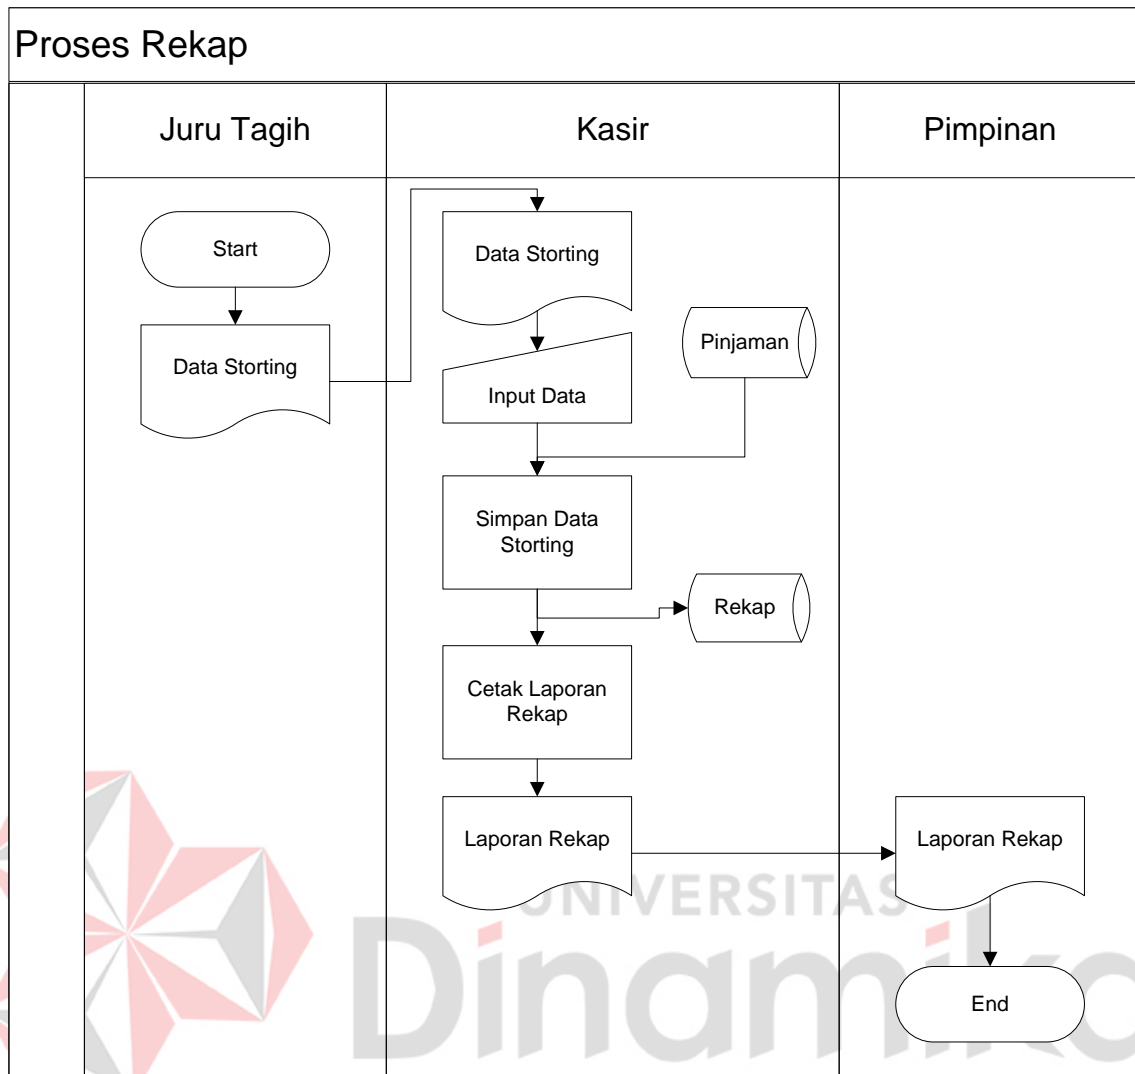 Proses Rekap
Juru Tagih
Kasir
Pimpinan
Start
Data Storting
Data Storting
Input Data
Pinjaman
Simpan Data
Storting
Rekap
Cetak Laporan
Rekap
Laporan Rekap
Laporan Rekap
End
UNIVERSITAS
Dinamika